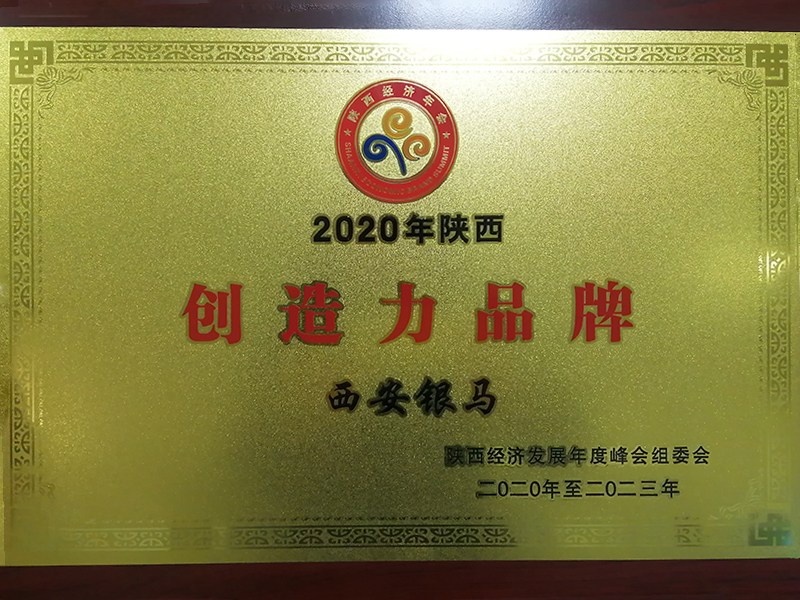 陕西经济年会
2020年陕西
创造力品牌
西安银马
陕西经济发展年度峰会组委会
二〇二〇年至二〇二三年